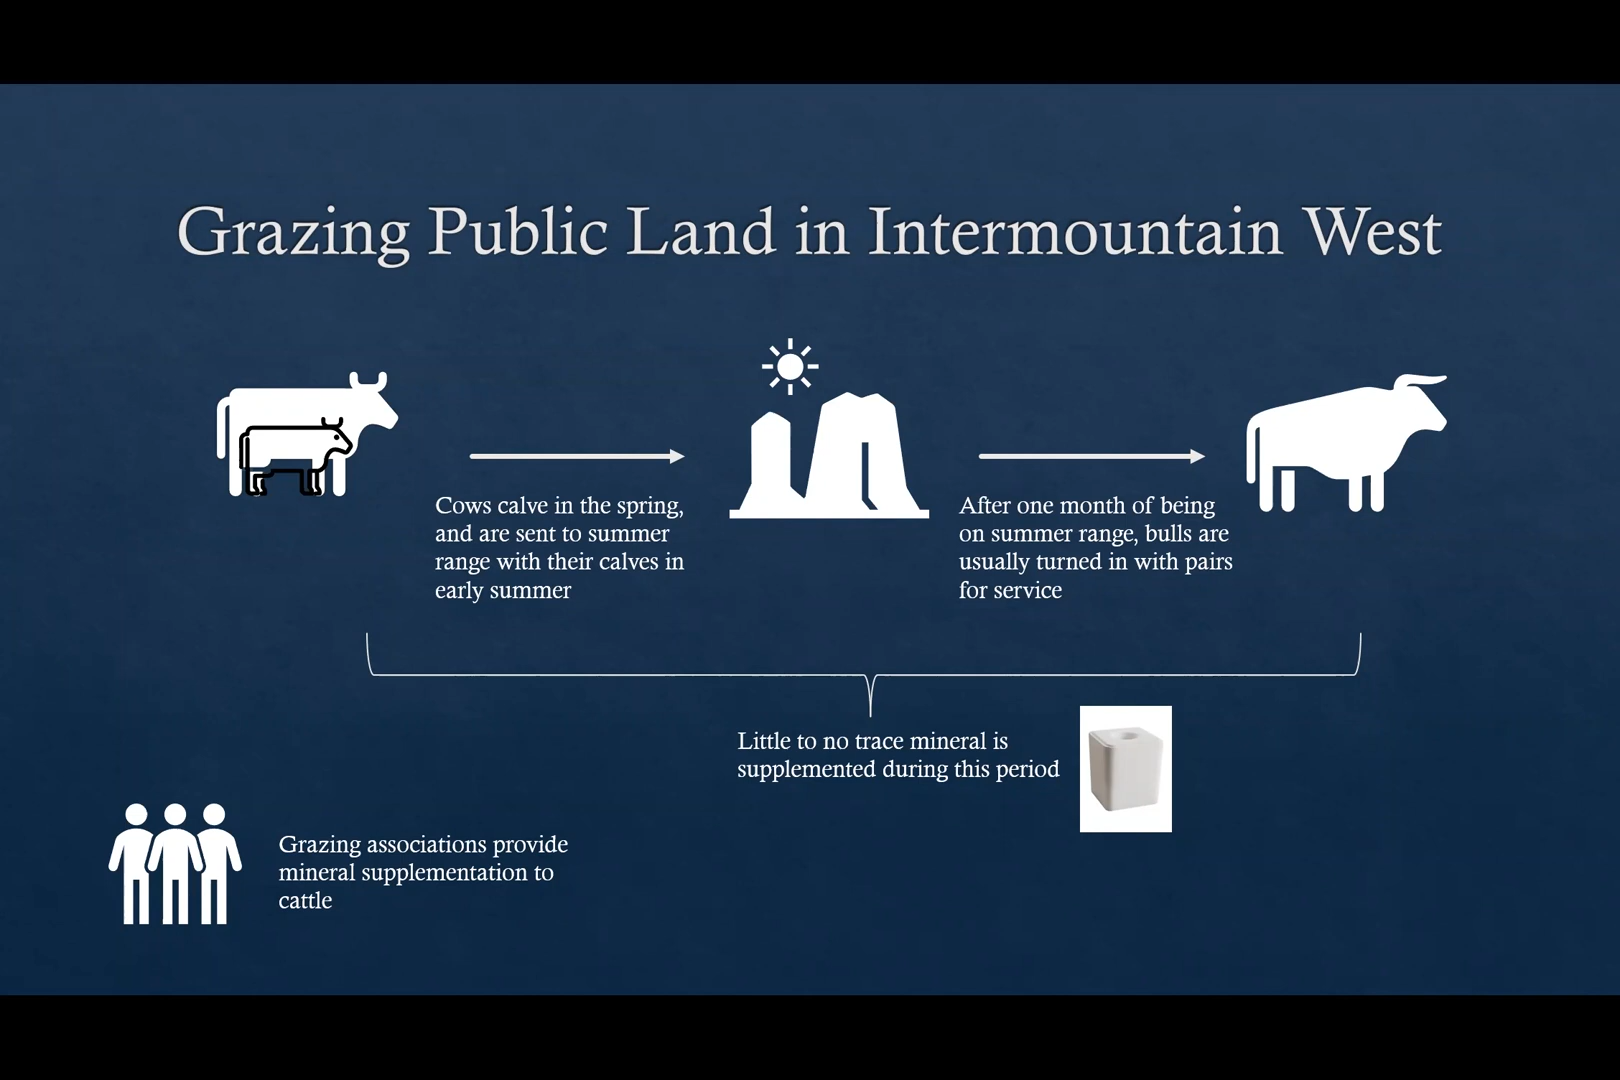 Grazing Public Land in Intermountain West
Cows calve in the spring,
and are sent to summer
range with their calves in
early summer
After one month of being
on summer range, bulls are
usually turned in with pairs
for service
Little to no trace mineral is
supplemented during this period
Grazing associations provide
mineral supplementation to
cattle